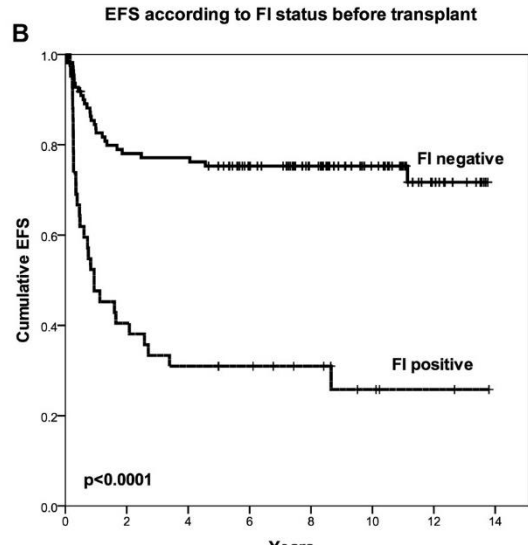 EFS according to FI status before transplant
B
1.0
0.8
FI negative
0.6
Cumulative EFS
0.4
FI positive
0.2
p<0.0001
0.0
0 2 4 6 8 10 12 14
Years